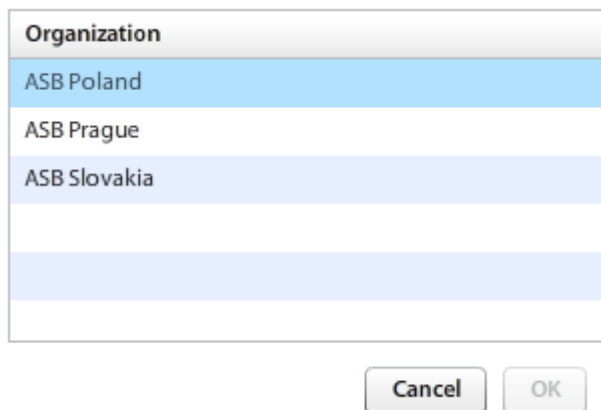 Organization
ASB Poland
ASB Prague
ASB Slovakia
Cancel OK